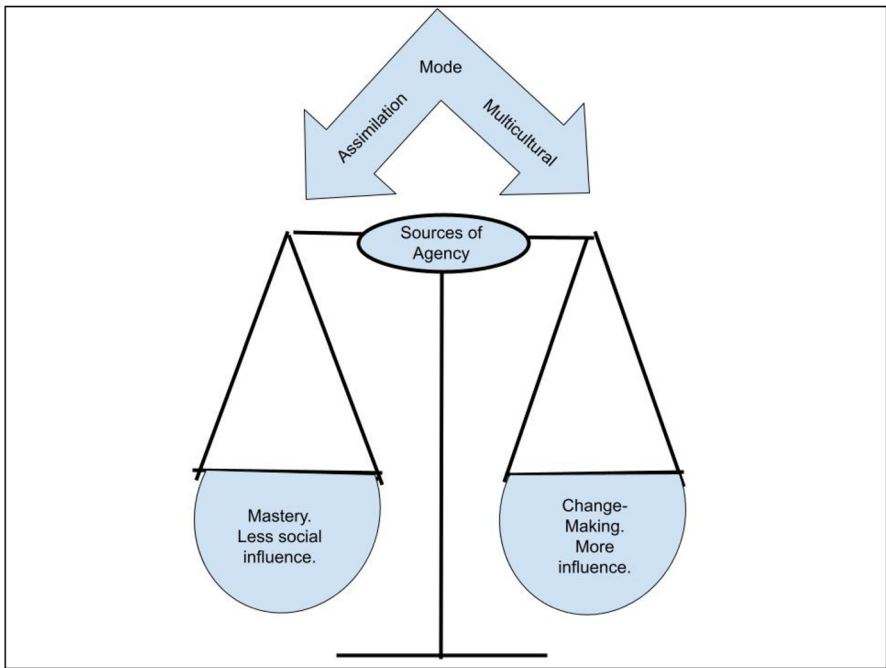 Mode
Assimilation
Multicultural
Sources of
Agency
Mastery.
Less social
influence.
Change-
Making.
More
influence.